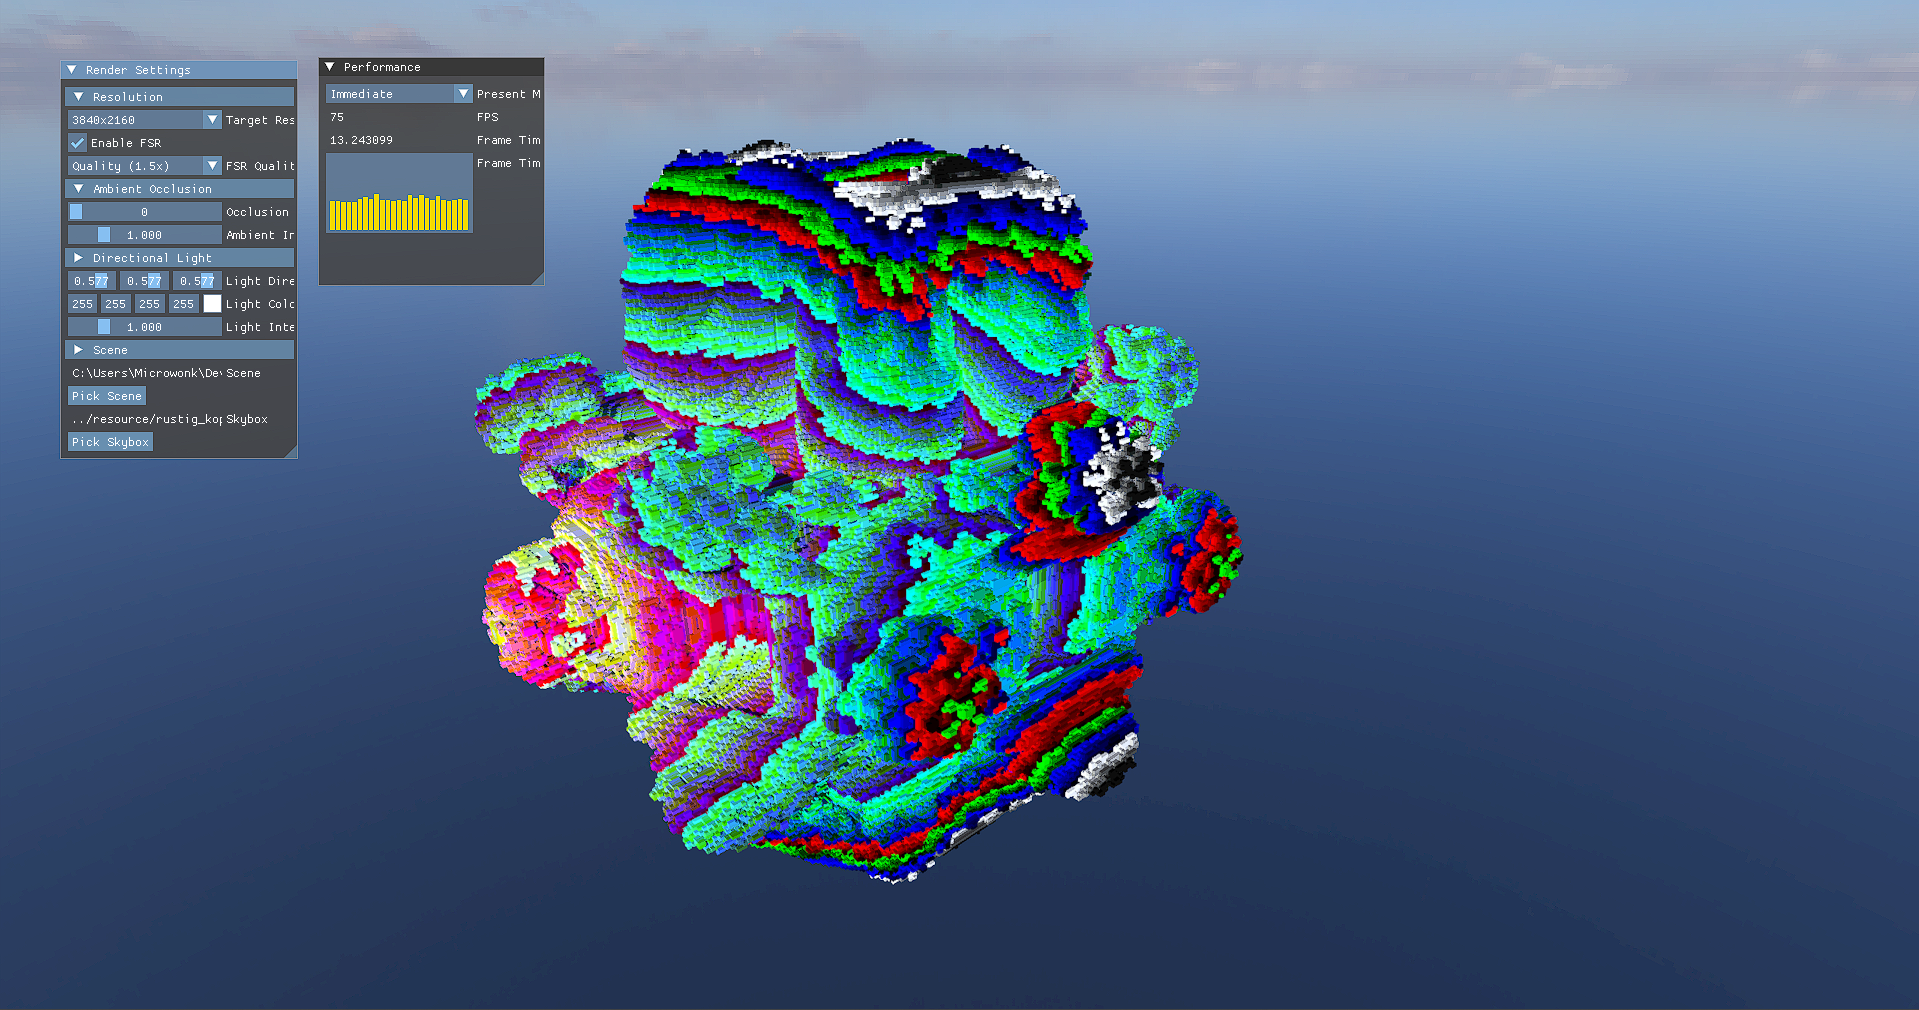 Render Settings
Resolution
3840x2160 Target Res
Enable FSR
Quality (1.5x) FSR Qualit
Ambient Occlusion
0 Occlusion
1.000 Ambient In
Directional Light
0.577 0.577 0.577 Light Dire
255 255 255 255 Light Colo
1.000 Light Inte
Scene
C:\Users\Microwonk\De Scene
Pick Scene
../resource/rustig_kop Skybox
Pick Skybox
Performance
Immediate Present M
75 FPS
13.243099 Frame Tim
Frame Tim